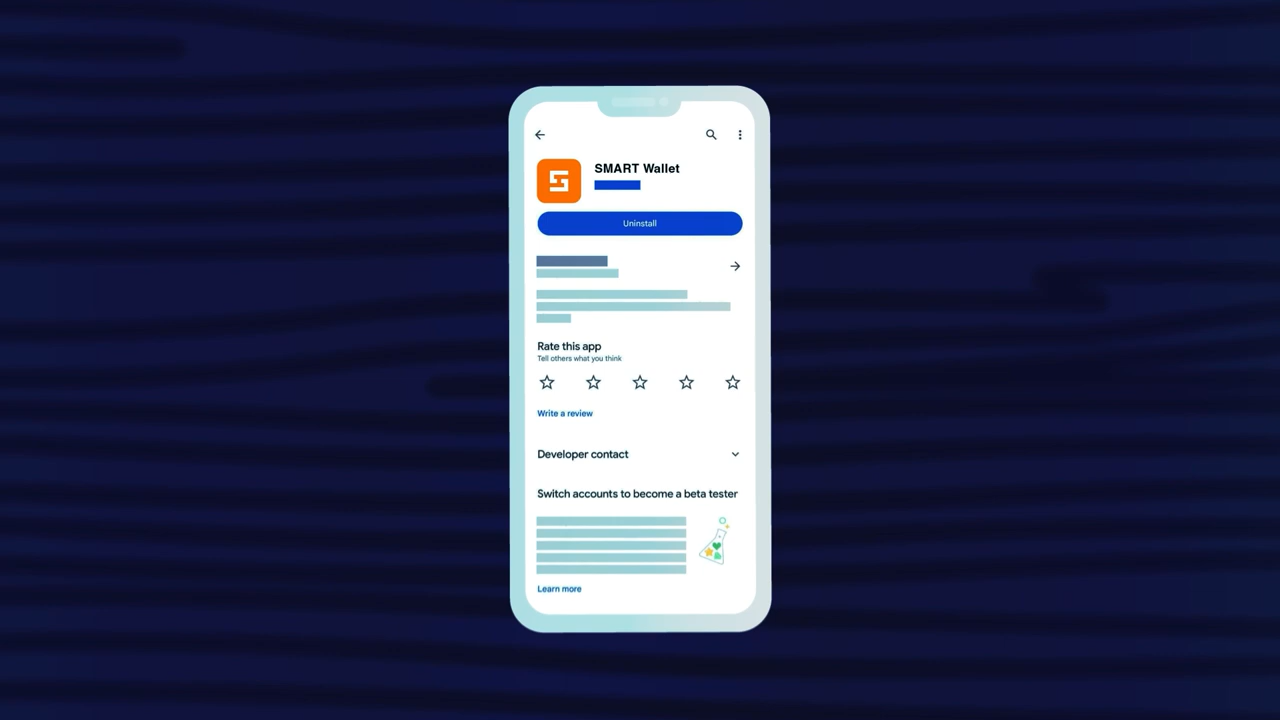 SMART Wallet
Uninstall
Rate this app
Tell others what you think
Write a review
Developer contact
Switch accounts to become a beta tester
Learn more